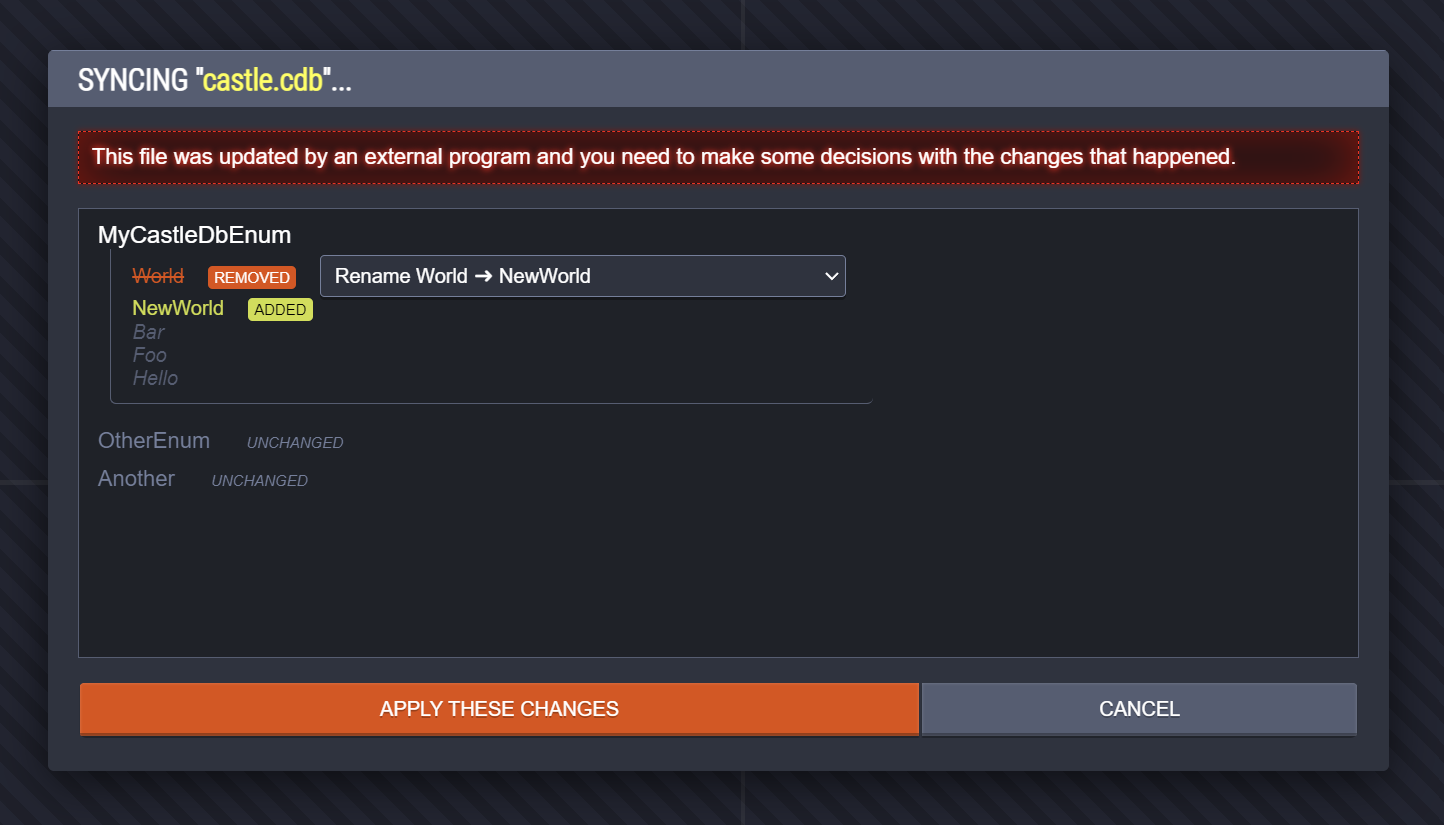 SYNCING "castle.cdb"...
This file was updated by an external program and you need to make some decisions with the changes that happened.
MyCastleDbEnum
World REMOVED Rename World ➜ NewWorld
NewWorld ADDED
Bar
Foo
Hello
OtherEnum UNCHANGED
Another UNCHANGED
APPLY THESE CHANGES CANCEL